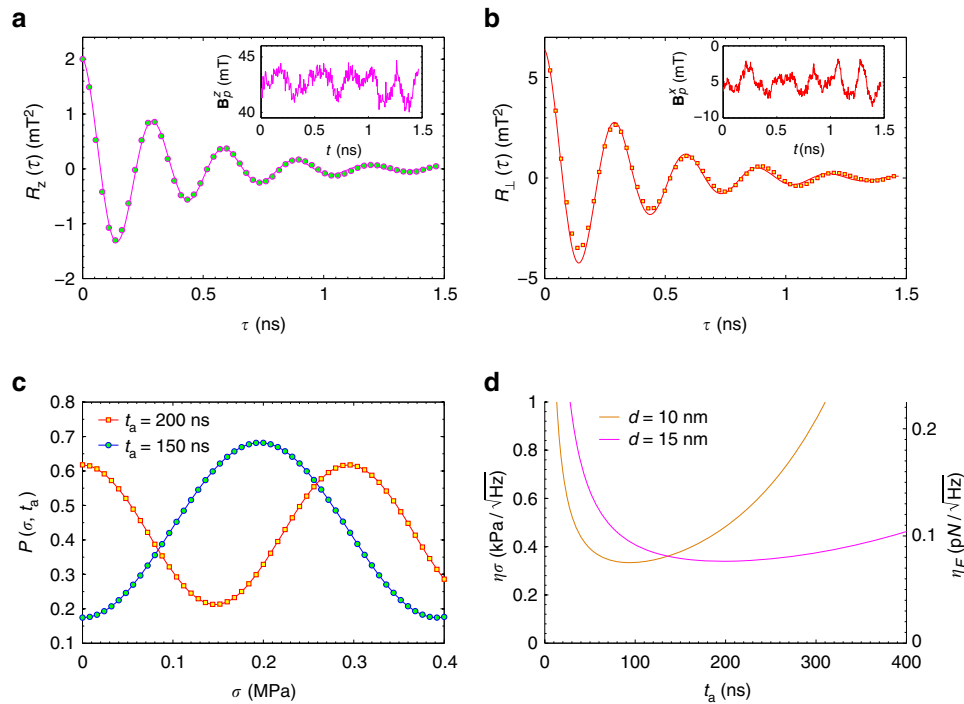 a
R_z (τ) (mT²)
2
1
0
−1
−2
0
0.5
1
1.5
τ (ns)
B_p^z (mT)
44
42
40
0
0.5
1
1.5
t (ns)
b
R_⊥ (τ) (mT²)
5
0
−5
0
0.5
1
1.5
τ (ns)
B_p^x (mT)
0
−5
−10
0
0.5
1
1.5
t(ns)
c
P (σ, t_a)
0.8
0.7
0.6
0.5
0.4
0.3
0.2
0.1
0
0.1
0.2
0.3
0.4
σ (MPa)
t_a = 200 ns
t_a = 150 ns
d
ησ (kPa/√Hz)
1
0.8
0.6
0.4
0.2
0
0
100
200
300
400
t_a (ns)
d = 10 nm
d = 15 nm
0.2
0.1
0
η_F (pN/√Hz)